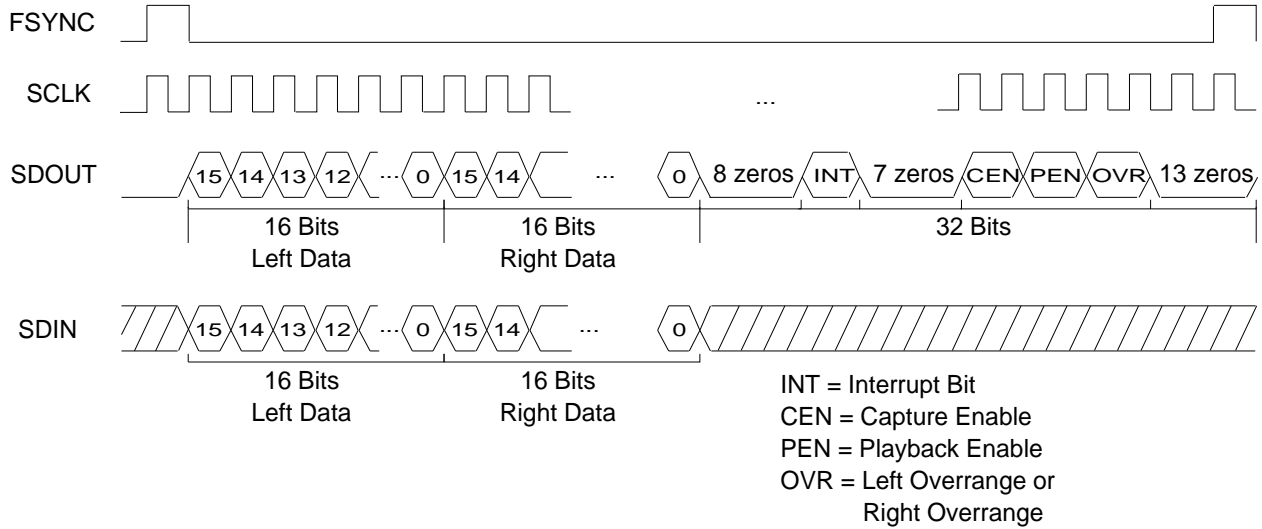 FSYNC
SCLK
...
SDOUT
15 14 13 12 ... 0 15 14 ... 0 8 zeros INT 7 zeros CEN PEN OVR 13 zeros
16 Bits
Left Data
16 Bits
Right Data
32 Bits
SDIN
15 14 13 12 ... 0 15 14 ... 0
16 Bits
Left Data
16 Bits
Right Data
INT = Interrupt Bit
CEN = Capture Enable
PEN = Playback Enable
OVR = Left Overrange or
Right Overrange